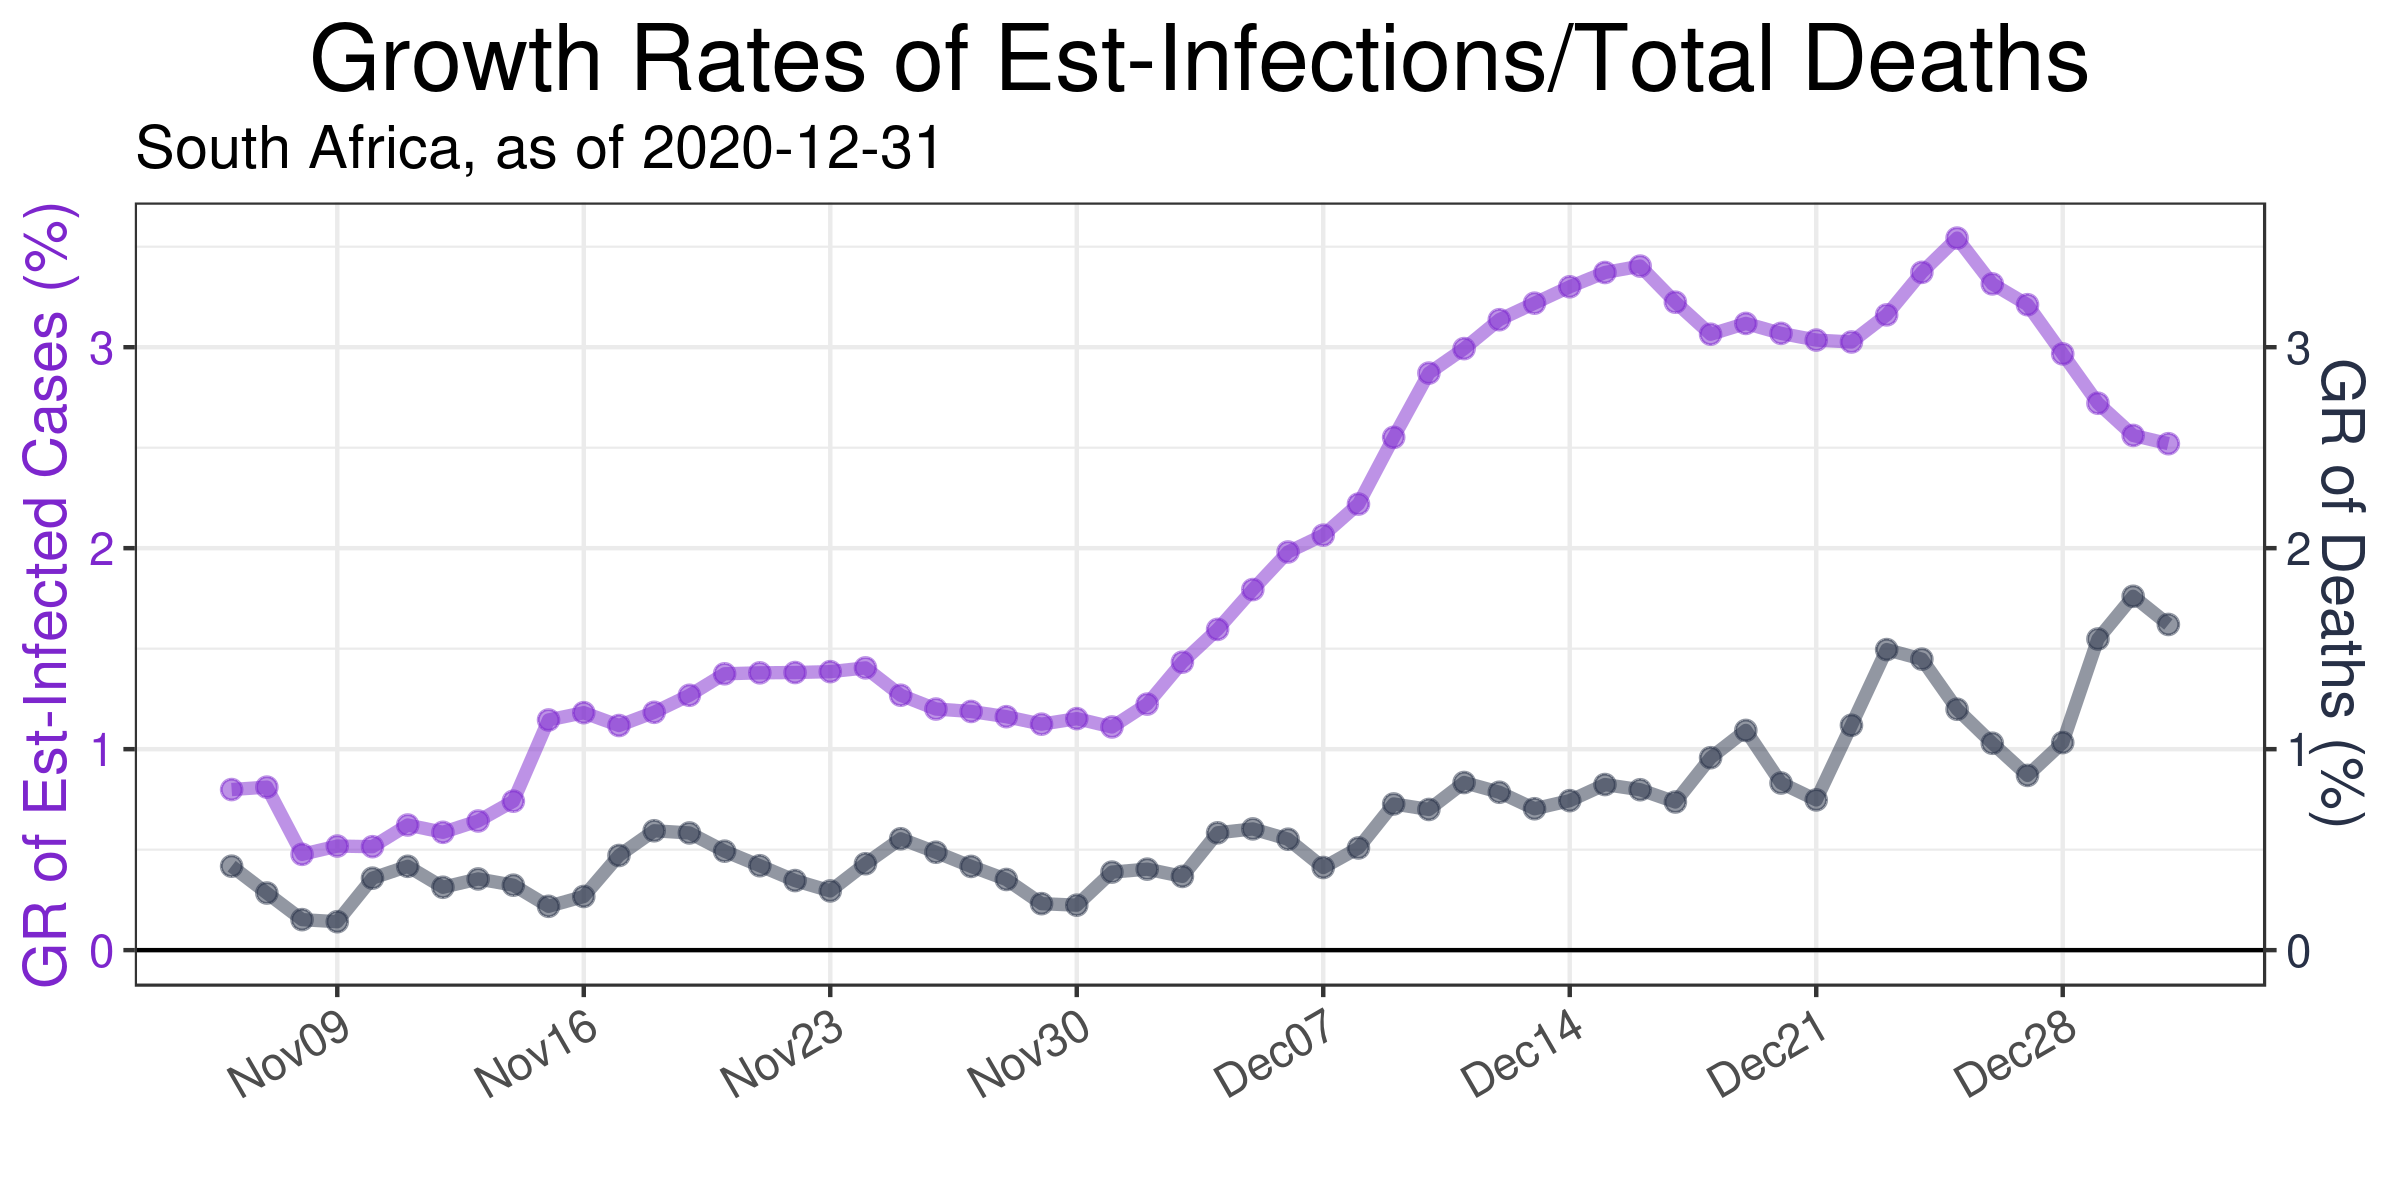 Growth Rates of Est-Infections/Total Deaths
South Africa, as of 2020-12-31
GR of Est-Infected Cases (%)
3
2
1
0
3
2
1
0
GR of Deaths (%)
Nov09
Nov16
Nov23
Nov30
Dec07
Dec14
Dec21
Dec28